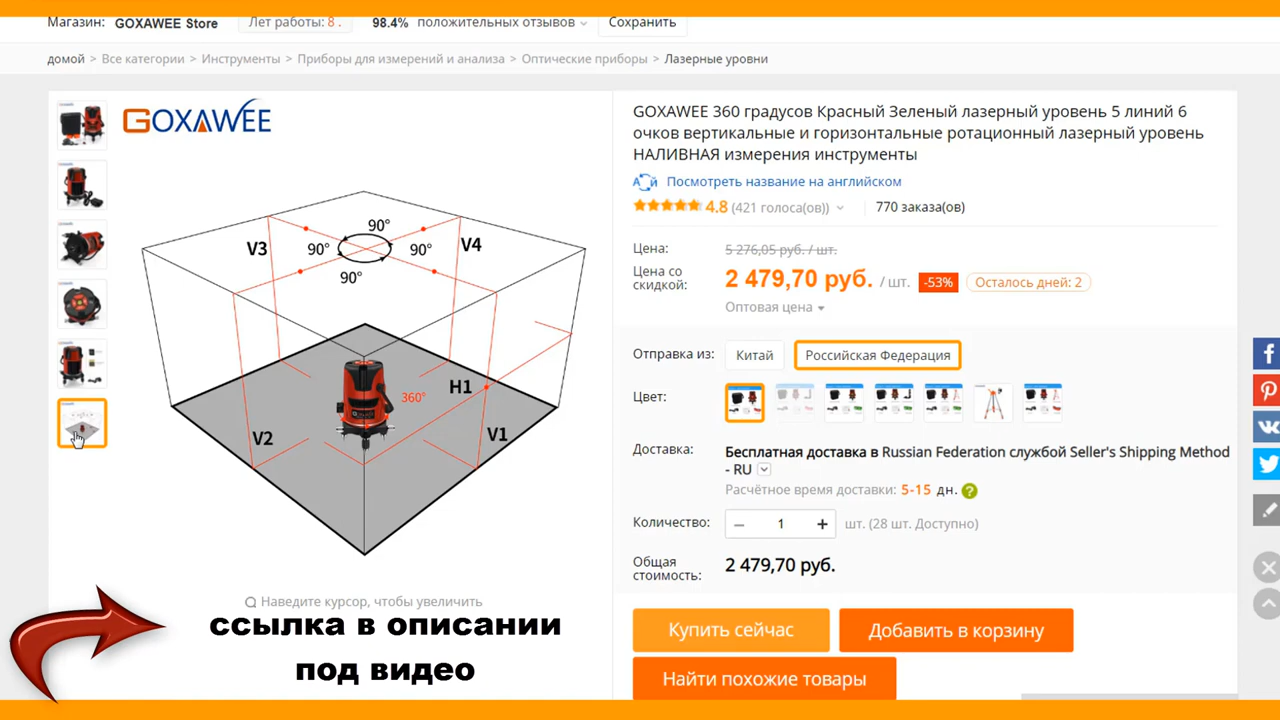 Магазин: GOXAWEE Store Лет работы: 8 . 98.4% положительных отзывов Сохранить
домой > Все категории > Инструменты > Приборы для измерений и анализа > Оптические приборы > Лазерные уровни
GOXAWEE
GOXAWEE 360 градусов Красный Зеленый лазерный уровень 5 линий 6
очков вертикальные и горизонтальные ротационный лазерный уровень
НАЛИВНАЯ измерения инструменты
Посмотреть название на английском
4.8 (421 голоса(ов)) 770 заказа(ов)
Цена: 5 276,05 руб. / шт.
Цена со
скидкой: 2 479,70 руб. / шт. -53% Осталось дней: 2
Оптовая цена
Отправка из: Китай Российская Федерация
Цвет:
Доставка: Бесплатная доставка в Russian Federation службой Seller's Shipping Method
- RU
Расчётное время доставки: 5-15 дн.
Количество: − 1 + шт. (28 шт. Доступно)
Общая
стоимость: 2 479,70 руб.
Купить сейчас Добавить в корзину
Найти похожие товары
90°
V3 90° 90° V4
90°
H1
360°
V2 V1
Наведите курсор, чтобы увеличить
ссылка в описании
под видео